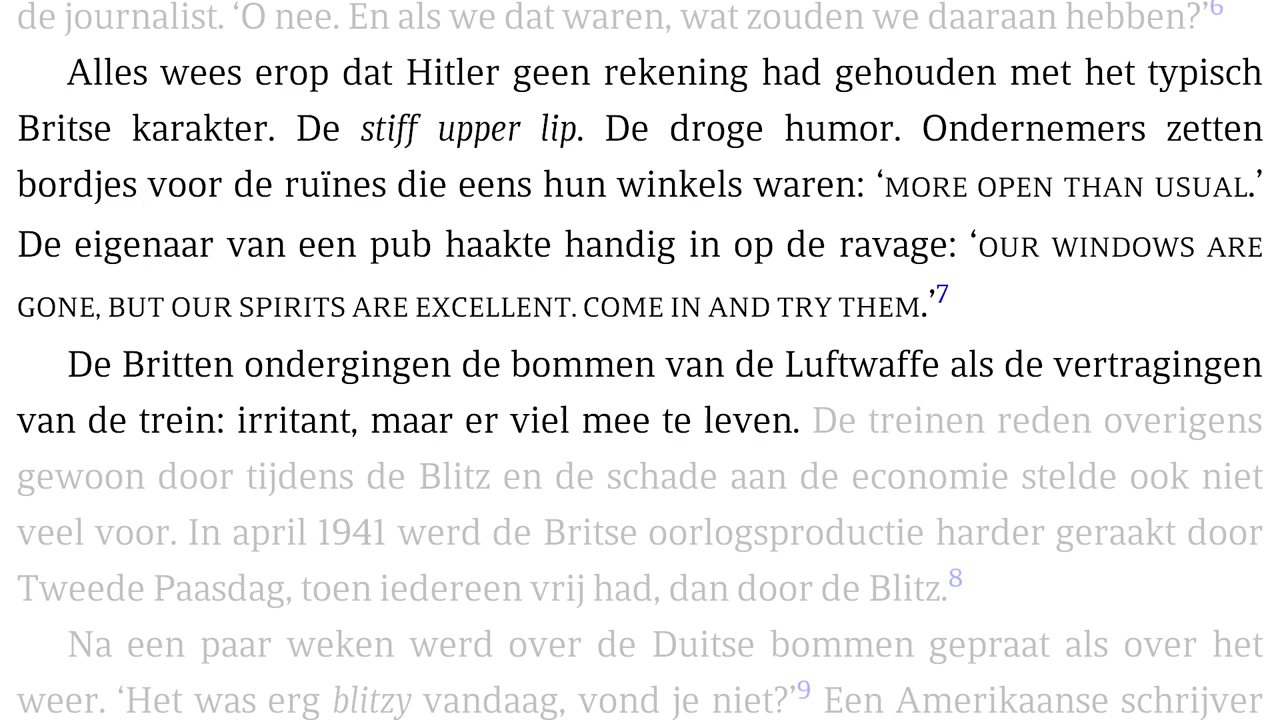 de journalist. ‘O nee. En als we dat waren, wat zouden we daaraan hebben?’6
Alles wees erop dat Hitler geen rekening had gehouden met het typisch
Britse karakter. De stiff upper lip. De droge humor. Ondernemers zetten
bordjes voor de ruïnes die eens hun winkels waren: ‘MORE OPEN THAN USUAL.’
De eigenaar van een pub haakte handig in op de ravage: ‘OUR WINDOWS ARE
GONE, BUT OUR SPIRITS ARE EXCELLENT. COME IN AND TRY THEM.’7
De Britten ondergingen de bommen van de Luftwaffe als de vertragingen
van de trein: irritant, maar er viel mee te leven. De treinen reden overigens
gewoon door tijdens de Blitz en de schade aan de economie stelde ook niet
veel voor. In april 1941 werd de Britse oorlogsproductie harder geraakt door
Tweede Paasdag, toen iedereen vrij had, dan door de Blitz.8
Na een paar weken werd over de Duitse bommen gepraat als over het
weer. ‘Het was erg blitzy vandaag, vond je niet?’9 Een Amerikaanse schrijver